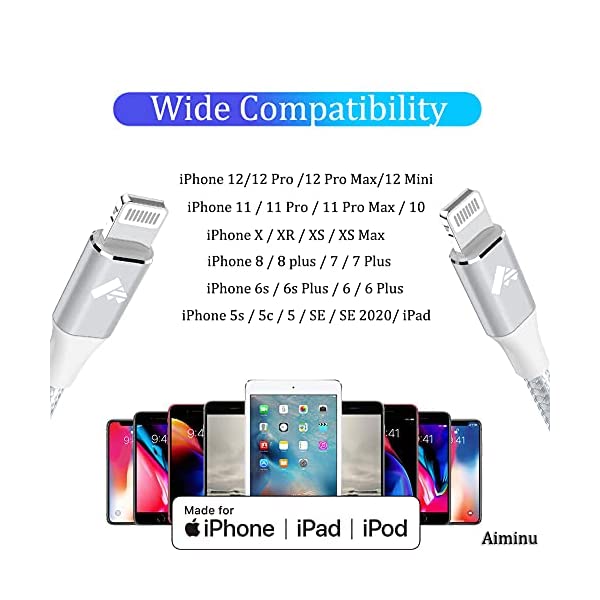 Wide Compatibility
iPhone 12/12 Pro /12 Pro Max/12 Mini
iPhone 11 / 11 Pro / 11 Pro Max / 10
iPhone X / XR / XS / XS Max
iPhone 8 / 8 plus / 7 / 7 Plus
iPhone 6s / 6s Plus / 6 / 6 Plus
iPhone 5s / 5c / 5 / SE / SE 2020/ iPad
9:41
Made for
iPhone | iPad | iPod
Aiminu